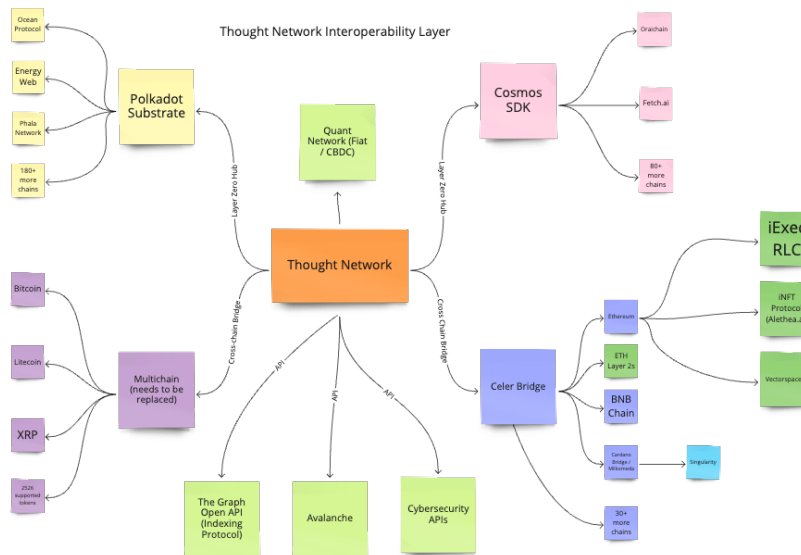 Thought Network Interoperability Layer
Ocean
Protocol
Energy
Web
Phala
Network
180+
more
chains
Polkadot
Substrate
Layer Zero Hub
Quant
Network (Fiat
/ CBDC)
Layer Zero Hub
Cosmos
SDK
Oraichain
Fetch.ai
80+
more
chains
Thought Network
Bitcoin
Litecoin
XRP
2526
supported
tokens
Multichain
(needs to be
replaced)
Cross-chain Bridge
API
API
API
The Graph
Open API
(Indexing
Protocol)
Avalanche
Cybersecurity
APIs
Cross Chain Bridge
Celer Bridge
Ethereum
ETH
Layer 2s
BNB
Chain
Cardano
Bridge /
Milkomeda
Singularity
30+
more
chains
iExec
RLC
iNFT
Protocol
(Alethea.a
Vectorspace